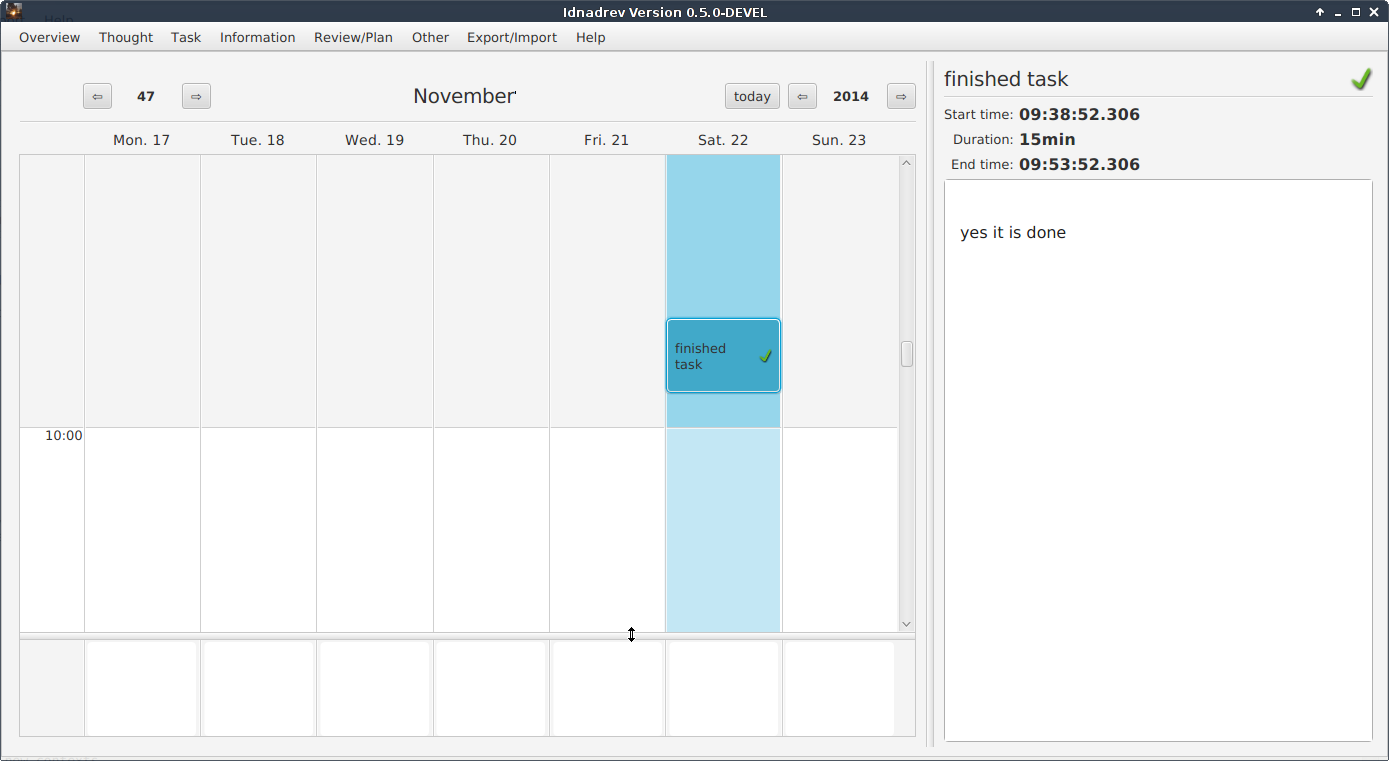 Idnadrev Version 0.5.0-DEVEL
Overview Thought Task Information Review/Plan Other Export/Import Help
47 November today 2014
Mon. 17 Tue. 18 Wed. 19 Thu. 20 Fri. 21 Sat. 22 Sun. 23
finished
task
10:00
finished task
Start time: 09:38:52.306
Duration: 15min
End time: 09:53:52.306
yes it is done